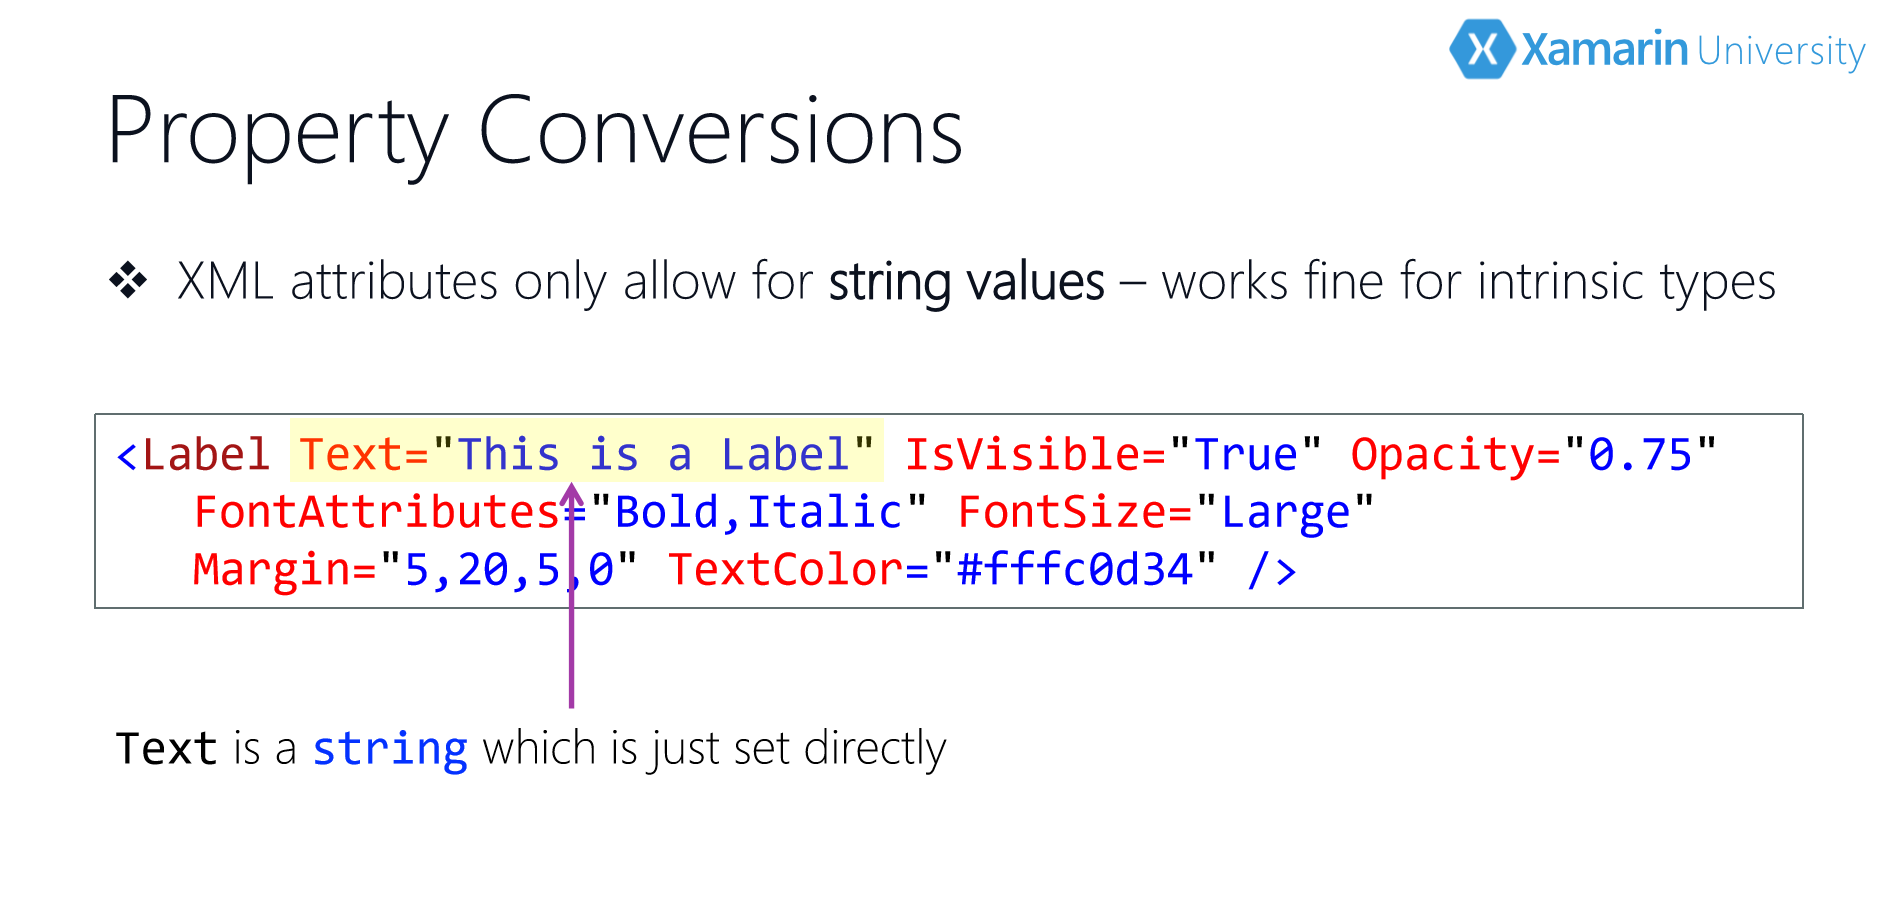 Xamarin University
Property Conversions
❖ XML attributes only allow for string values – works fine for intrinsic types
<Label Text="This is a Label" IsVisible="True" Opacity="0.75"
FontAttributes="Bold,Italic" FontSize="Large"
Margin="5,20,5,0" TextColor="#fffc0d34" />
Text is a string which is just set directly